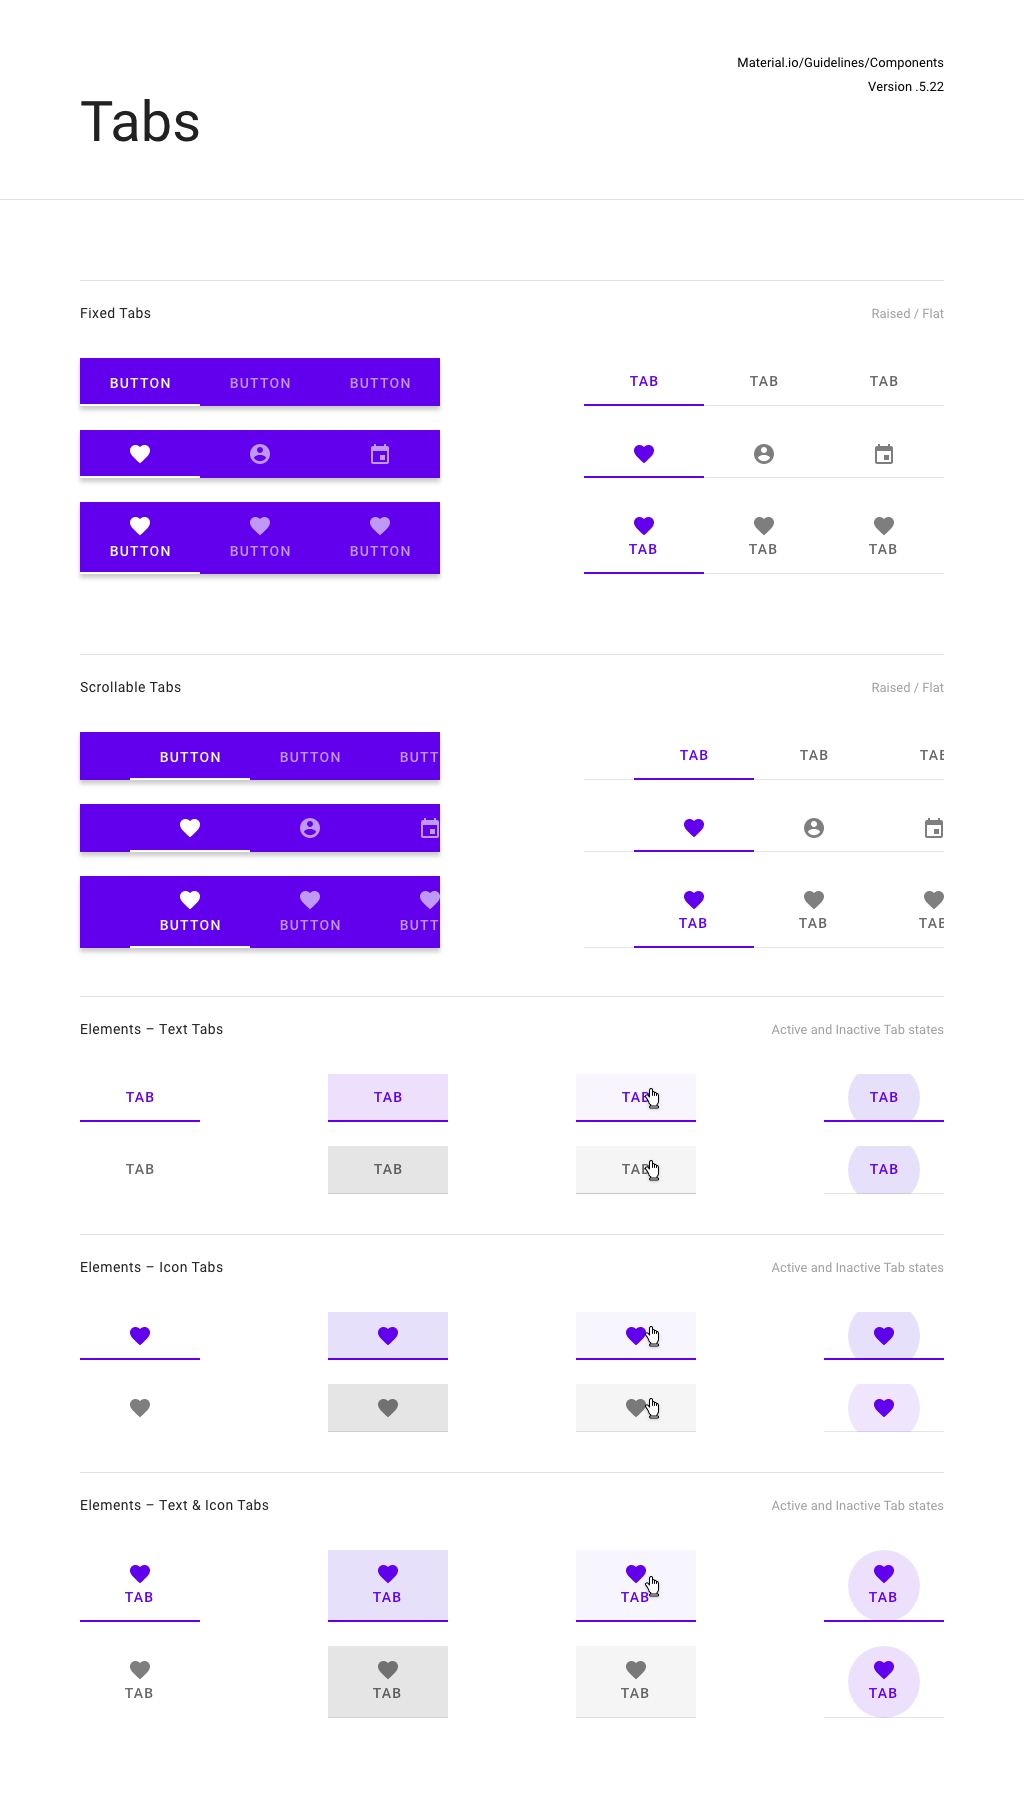 Material.io/Guidelines/Components
Version .5.22
Tabs
Fixed Tabs Raised / Flat
BUTTON BUTTON BUTTON TAB TAB TAB
BUTTON BUTTON BUTTON TAB TAB TAB
Scrollable Tabs Raised / Flat
BUTTON BUTTON BUTT TAB TAB TAB
BUTTON BUTTON BUTT TAB TAB TAB
Elements – Text Tabs Active and Inactive Tab states
TAB TAB TAB TAB
TAB TAB TAB TAB
Elements – Icon Tabs Active and Inactive Tab states
Elements – Text & Icon Tabs Active and Inactive Tab states
TAB TAB TAB TAB
TAB TAB TAB TAB